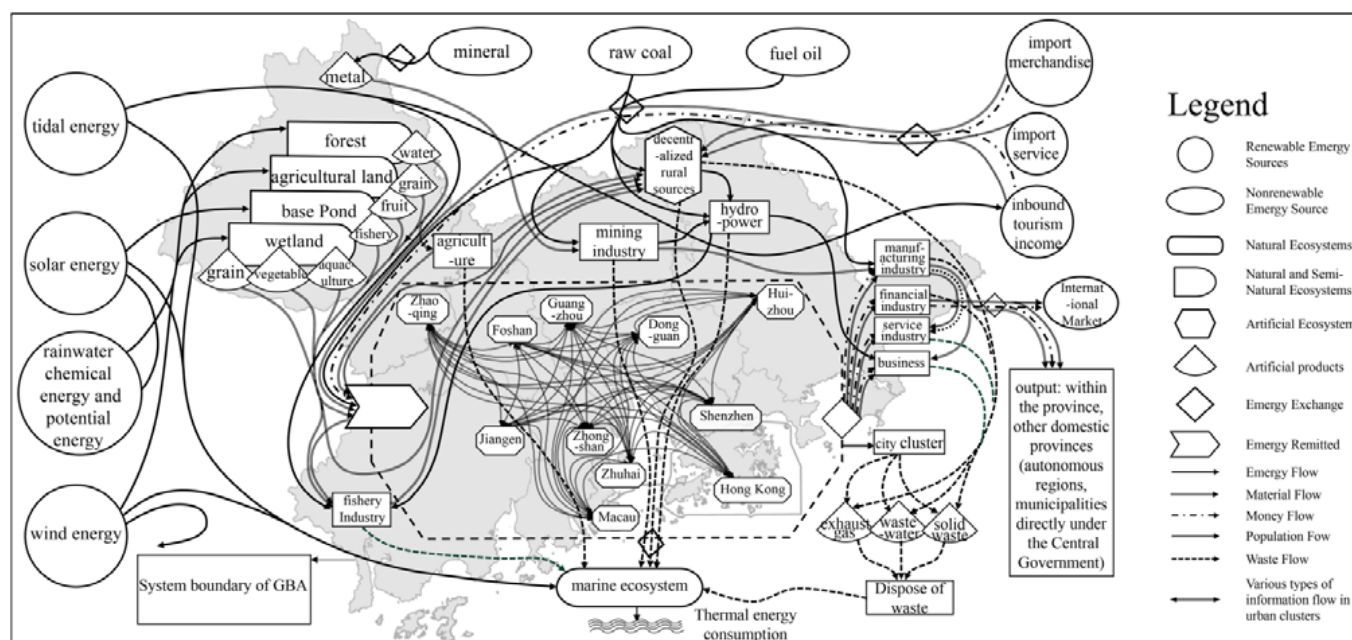 mineral
raw coal
fuel oil
import
merchandise
metal
tidal energy
forest
water
decentr
-alized
rural
sources
import
service
agricultural land
grain
fruit
base Pond
fishery
hydro
-power
inbound
tourism
income
wetland
agricult
-ure
mining
industry
manuf-
acturing
industry
solar energy
grain
vegetable
aquac
ulture
financial
industry
Internat
-ional
Market
Zhao
-qing
Guang
-zhou
Hui-
zhou
Foshan
Dong
-guan
service
industry
business
rainwater
chemical
energy and
potential
energy
output: within
the province,
other domestic
provinces
(autonomous
regions,
municipalities
directly under
the Central
Government)
Shenzhen
Jiangen
Zhong
-shan
city cluster
Zhuhai
Hong Kong
fishery
Industry
Macau
exhaust
gas
waste
-water
solid
waste
wind energy
System boundary of GBA
marine ecosystem
Dispose of
waste
Thermal energy
consumption
Legend
Renewable Emergy
Sources
Nonrenewable
Emergy Source
Natural Ecosystems
Natural and Semi-
Natural Ecosystems
Artificial Ecosystem
Artificial products
Emergy Exchange
Emergy Remitted
Emergy Flow
Material Flow
Money Flow
Population Fow
Waste Flow
Various types of
information flow in
urban clusters